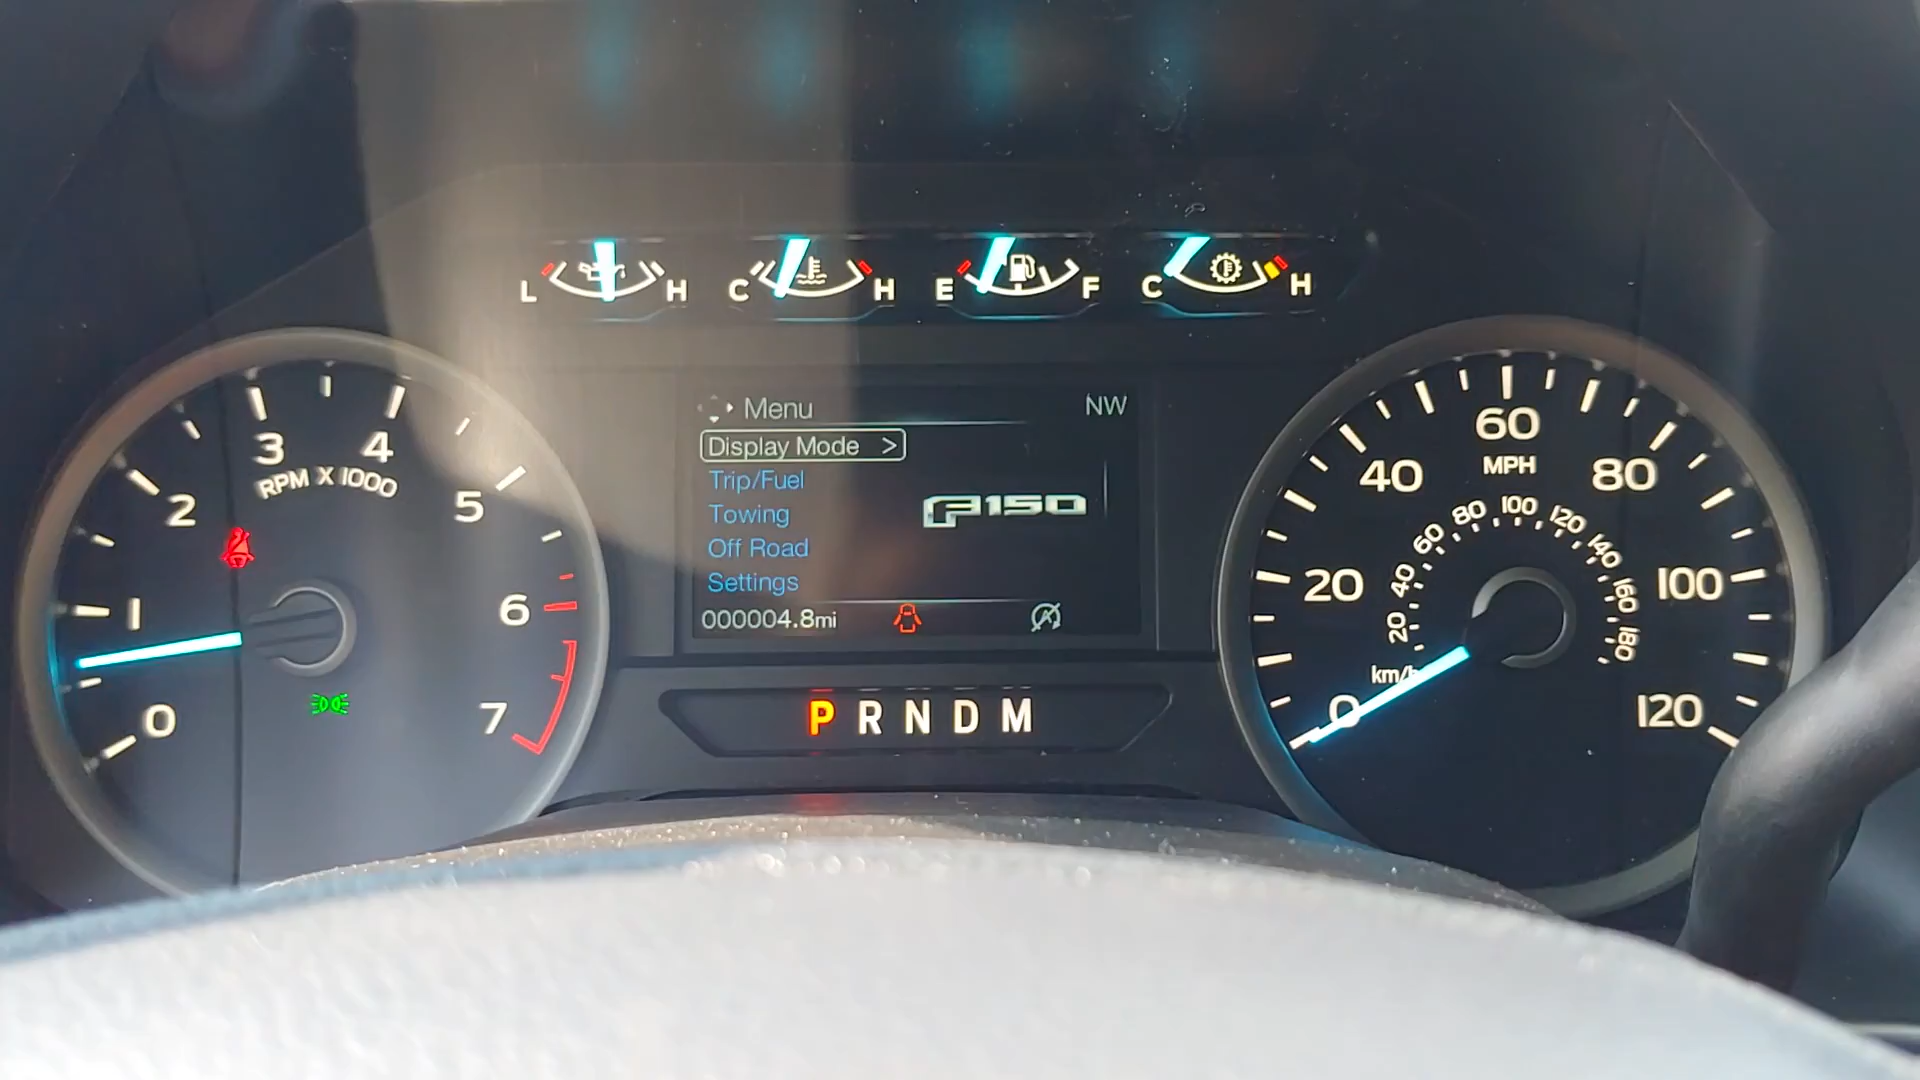 L H C H E F C H
Menu NW
Display Mode >
Trip/Fuel
F150
Towing
Off Road
Settings
000004.8mi
P R N D M
0 1 2 3 4 5 6 7
RPM X 1000
0 20 40 60 80 100 120
MPH
20 40 60 80 100 120 140 160 180
km/h